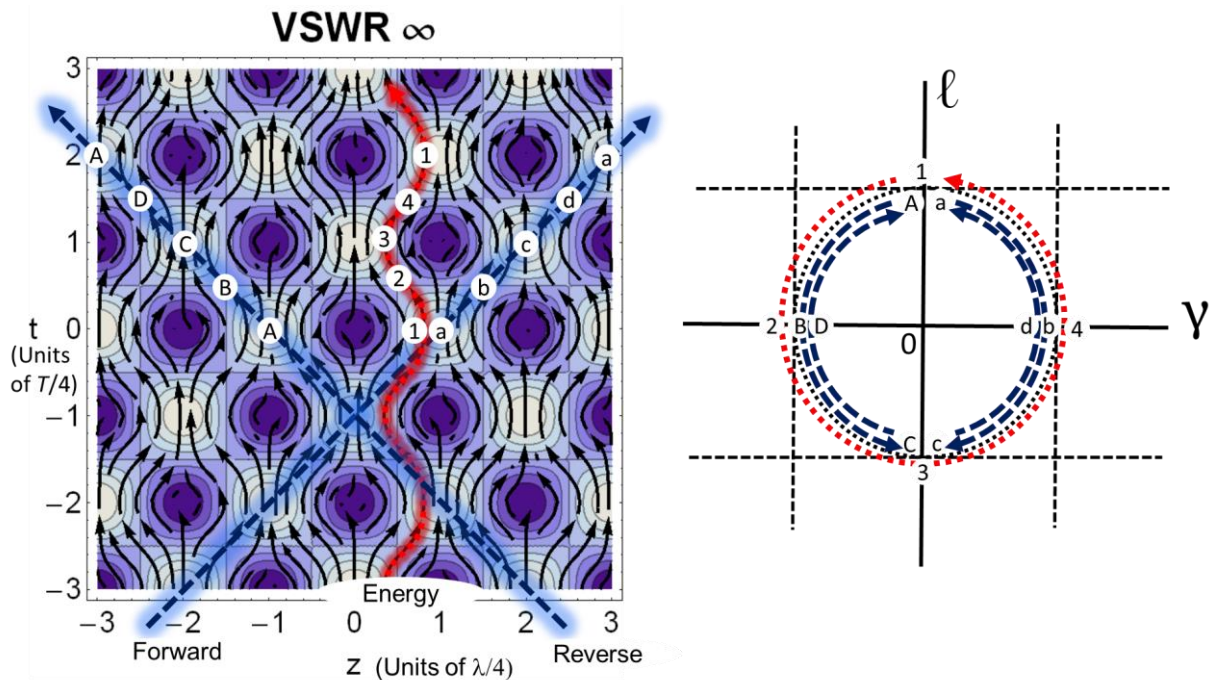 VSWR ∞
3
A
1
a
2
D
4
d
1
C
3
c
B
2
b
t
0
A
1
a
(Units
of T/4)
−1
−2
−3
Energy
−3 −2 −1 0 1 2 3
Forward
z (Units of λ/4)
Reverse
ℓ
1
A a
2 B D
d b 4
γ
0
C c
3